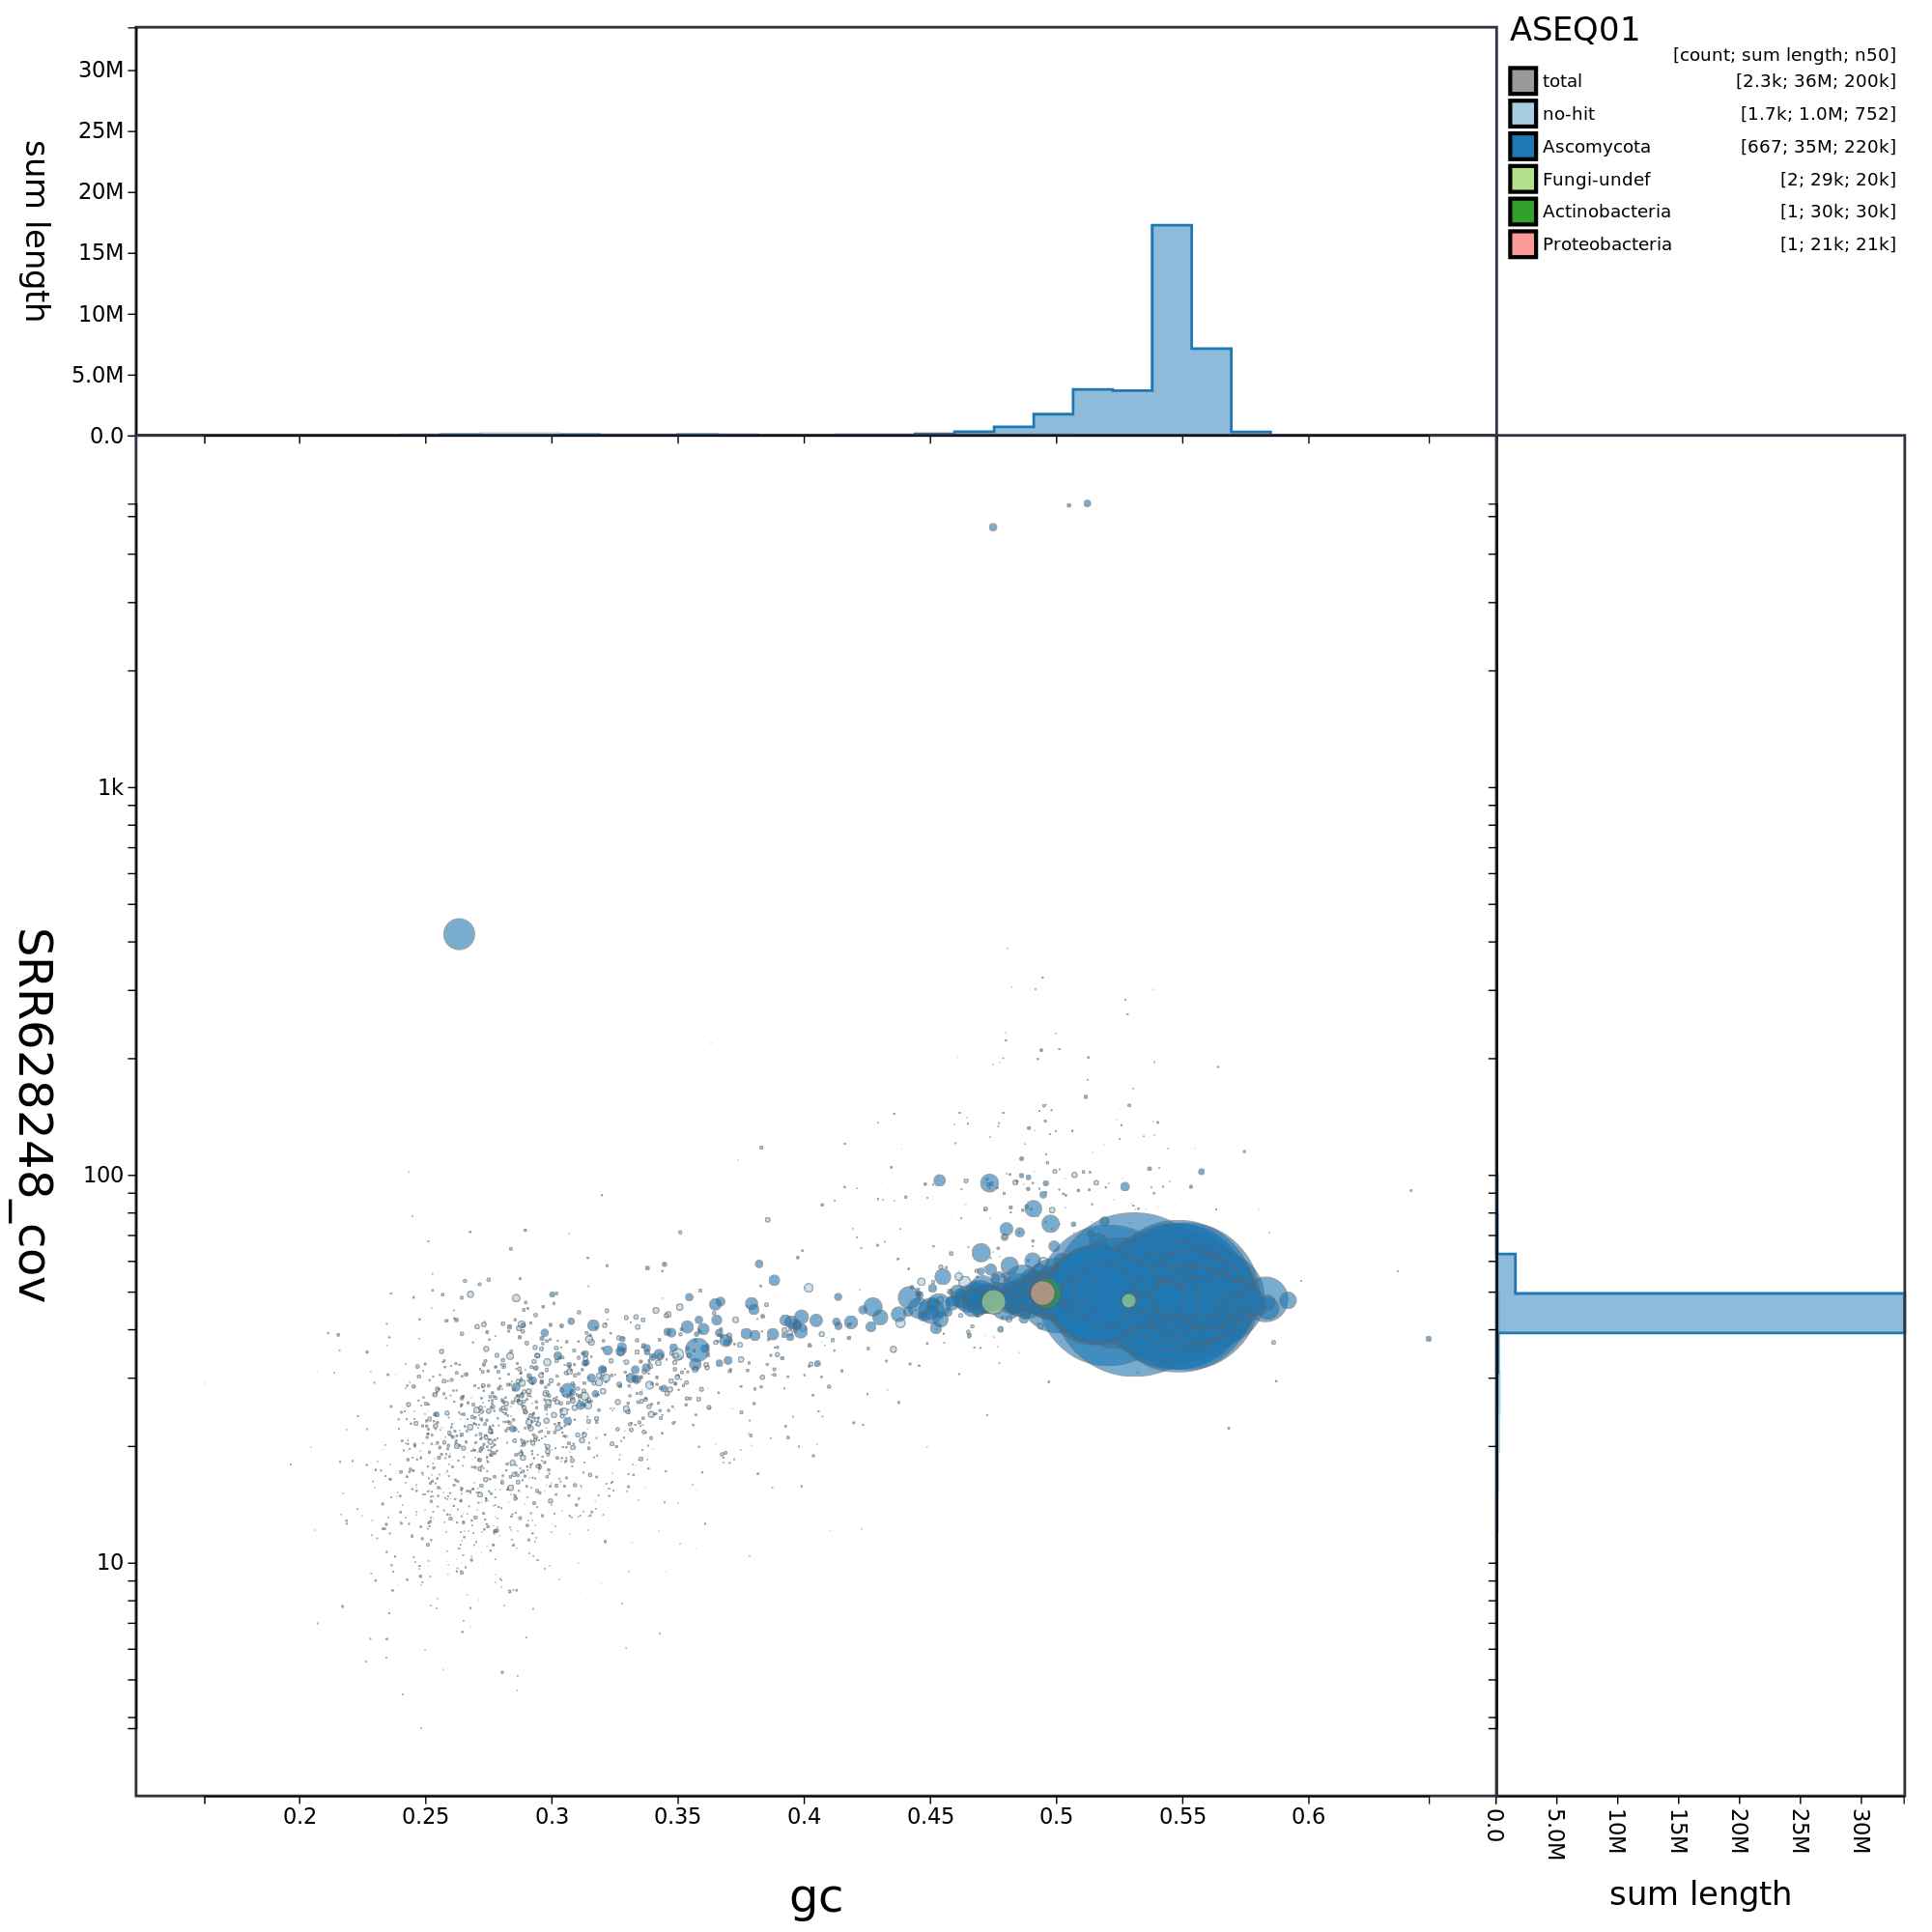 ASEQ01
[count; sum length; n50]
total [2.3k; 36M; 200k]
no-hit [1.7k; 1.0M; 752]
Ascomycota [667; 35M; 220k]
Fungi-undef [2; 29k; 20k]
Actinobacteria [1; 30k; 30k]
Proteobacteria [1; 21k; 21k]
sum length
30M
25M
20M
15M
10M
5.0M
0.0
SRR628248_cov
1k
100
10
0.2 0.25 0.3 0.35 0.4 0.45 0.5 0.55 0.6
gc
0.0 5.0M 10M 15M 20M 25M 30M
sum length